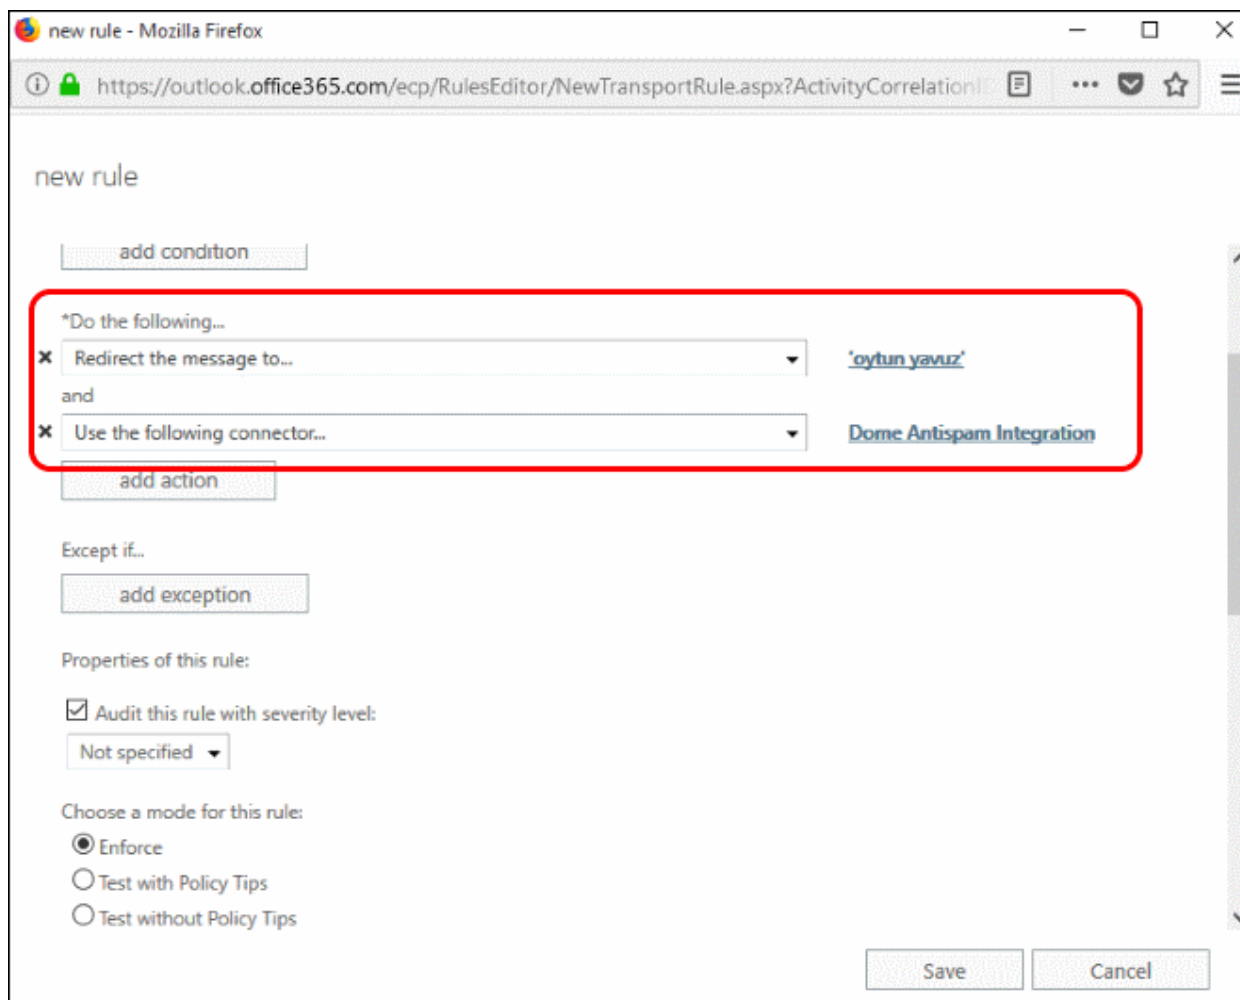 new rule - Mozilla Firefox
https://outlook.office365.com/ecp/RulesEditor/NewTransportRule.aspx?ActivityCorrelationI
new rule
add condition
*Do the following...
Redirect the message to... 'oytun yavuz'
and
Use the following connector... Dome Antispam Integration
add action
Except if...
add exception
Properties of this rule:
Audit this rule with severity level:
Not specified
Choose a mode for this rule:
Enforce
Test with Policy Tips
Test without Policy Tips
Save Cancel